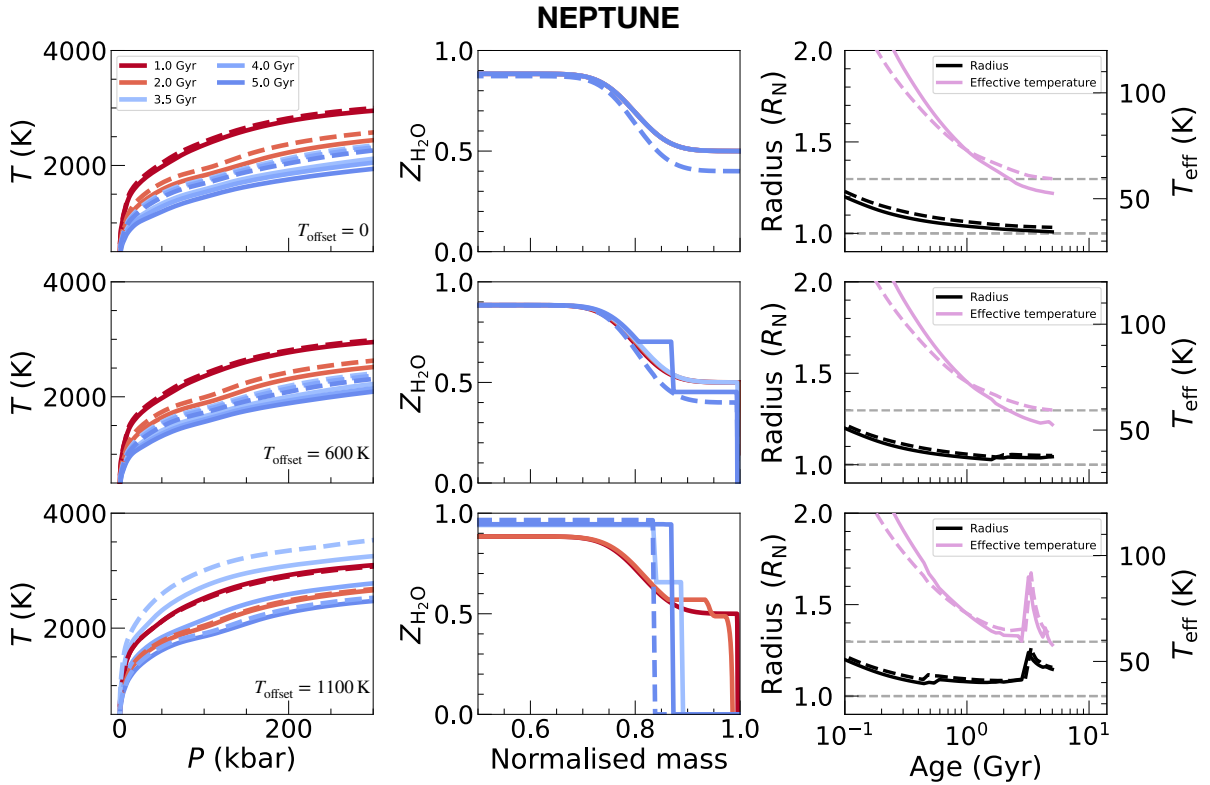 NEPTUNE
4000
2000
T (K)
1.0 Gyr
2.0 Gyr
3.5 Gyr
4.0 Gyr
5.0 Gyr
T_offset = 0
1.0
0.5
0.0
Z_H2O
2.0
1.5
1.0
Radius (R_N)
Radius
Effective temperature
100
50
T_eff (K)
4000
2000
T (K)
T_offset = 600 K
1.0
0.5
0.0
Z_H2O
2.0
1.5
1.0
Radius (R_N)
Radius
Effective temperature
100
50
T_eff (K)
4000
2000
T (K)
T_offset = 1100 K
0
200
P (kbar)
1.0
0.5
0.0
Z_H2O
0.6
0.8
1.0
Normalised mass
2.0
1.5
1.0
Radius (R_N)
Radius
Effective temperature
100
50
T_eff (K)
10^-1
10^0
10^1
Age (Gyr)